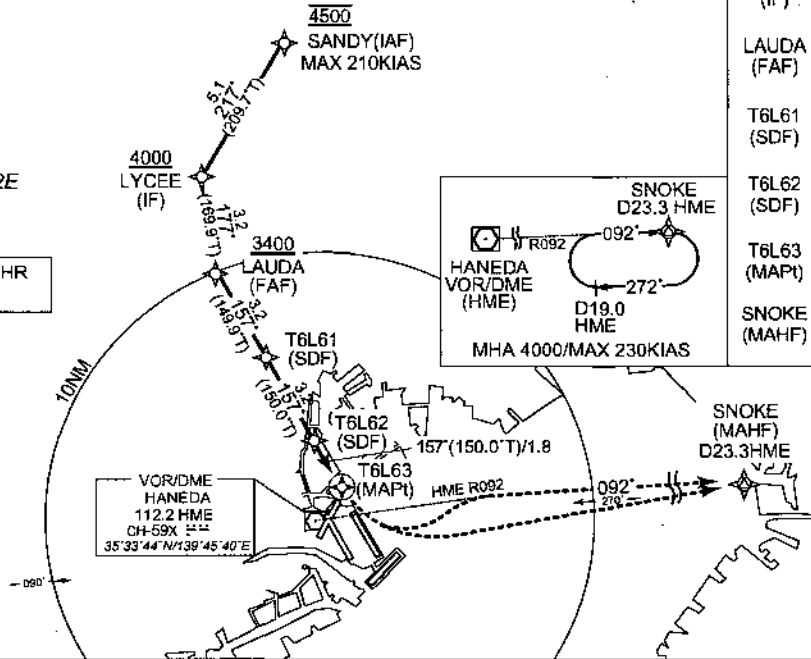 4500
SANDY(IAF)
MAX 210KIAS
5.1
217°
(209.7°T)
4000
LYCEE
(IF)
3.2
177°
(169.9°T)
3400
LAUDA
(FAF)
3.2
157°
(149.9°T)
T6L61
(SDF)
3.2
157°
(150.0°T)
T6L62
(SDF)
157°(150.0°T)/1.8
T6L63
(MAPt)
10NM
HR
VOR/DME
HANEDA
112.2 HME
CH-59X
35°33'44"N/139°45'40"E
090°
HME R092
092°
270°
SNOKE
(MAHF)
D23.3HME
SNOKE
D23.3 HME
R092
092°
272°
HANEDA
VOR/DME
(HME)
D19.0
HME
MHA 4000/MAX 230KIAS
(IF)
LAUDA
(FAF)
T6L61
(SDF)
T6L62
(SDF)
T6L63
(MAPt)
SNOKE
(MAHF)